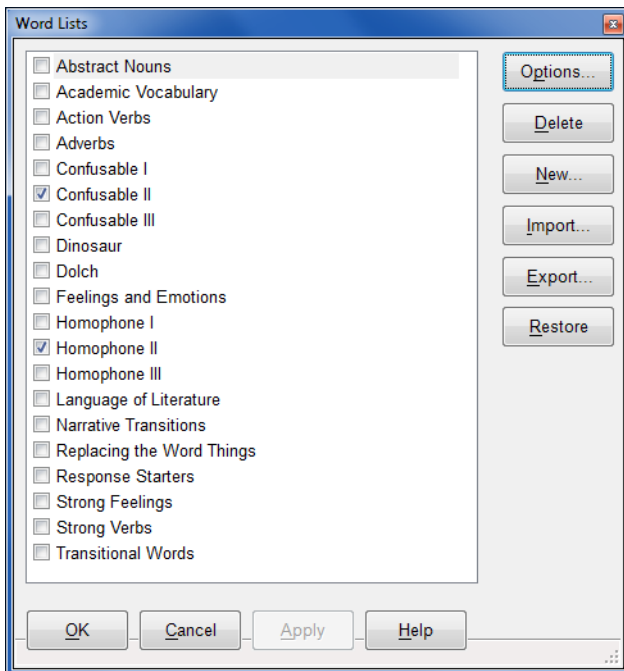 Word Lists
Abstract Nouns
Academic Vocabulary
Action Verbs
Adverbs
Confusable I
Confusable II
Confusable III
Dinosaur
Dolch
Feelings and Emotions
Homophone I
Homophone II
Homophone III
Language of Literature
Narrative Transitions
Replacing the Word Things
Response Starters
Strong Feelings
Strong Verbs
Transitional Words
Options...
Delete
New...
Import...
Export...
Restore
OK Cancel Apply Help